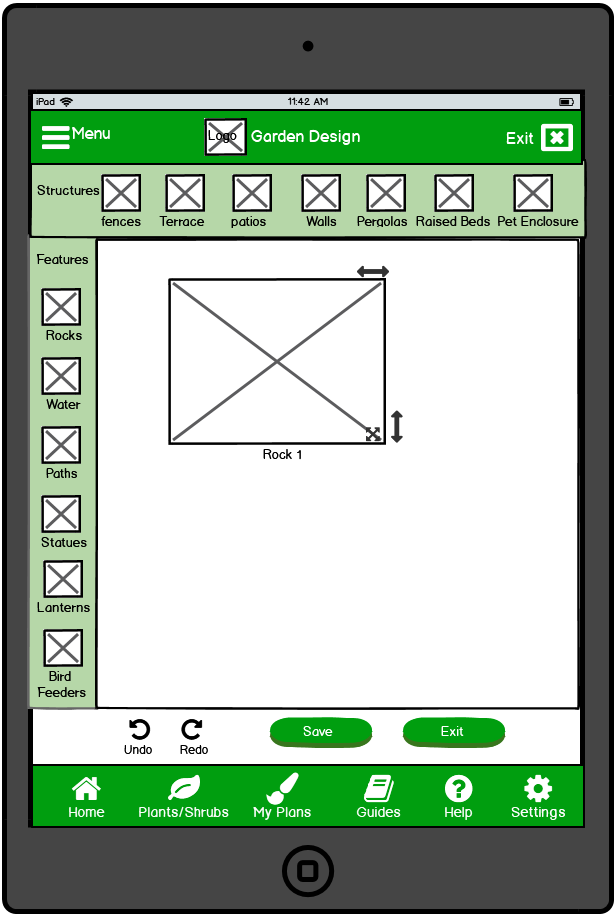 iPad 11:42 AM
Menu Logo Garden Design Exit
Structures
fences Terrace patios Walls Pergolas Raised Beds Pet Enclosure
Features
Rocks
Water
Paths
Statues
Lanterns
Bird
Feeders
Rock 1
Undo Redo Save Exit
Home Plants/Shrubs My Plans Guides Help Settings